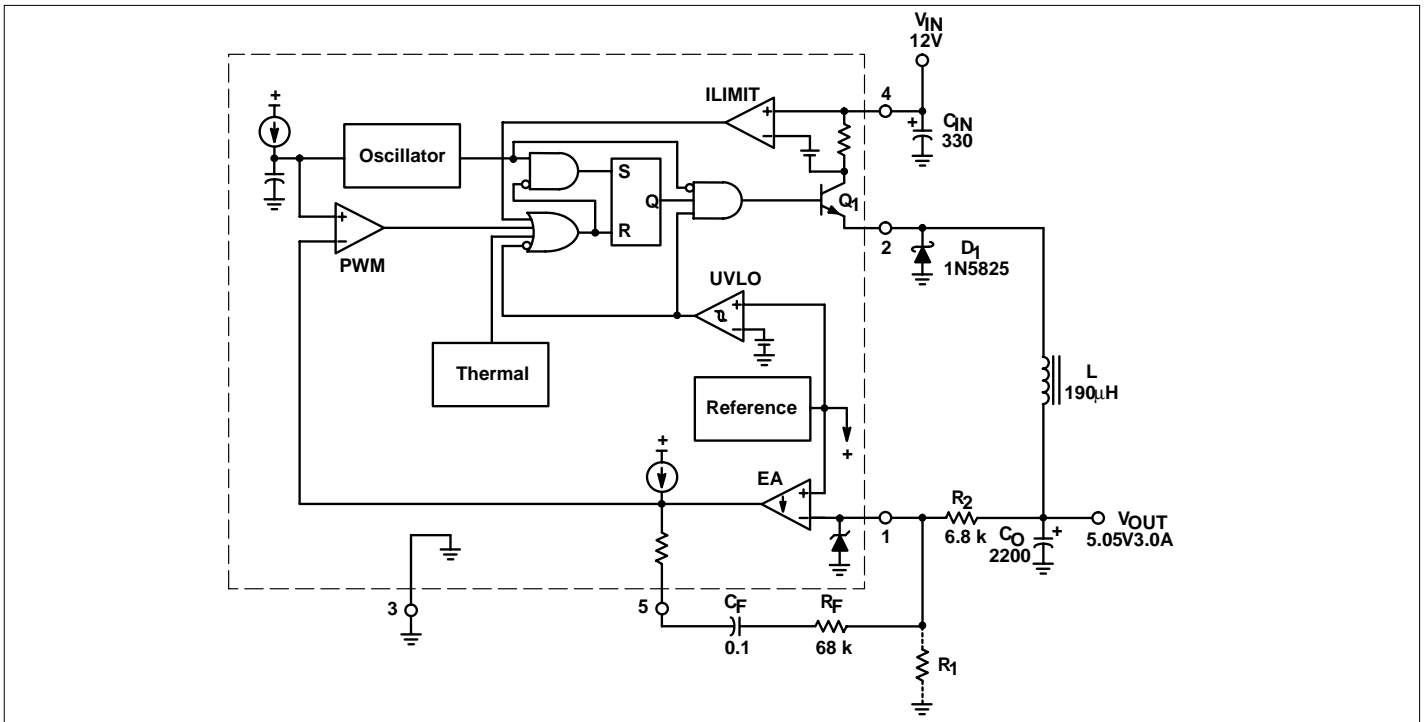 VIN
12V
ILIMIT
4
+
CIN
330
+
Oscillator
+
−
S
Q
R
Q1
+
−
PWM
2
D1
1N5825
UVLO
+
−
Thermal
L
190μH
Reference
+
+
EA
+
−
1
R2
6.8 k
CO
2200
+
VOUT
5.05V3.0A
3
5
CF
0.1
RF
68 k
R1